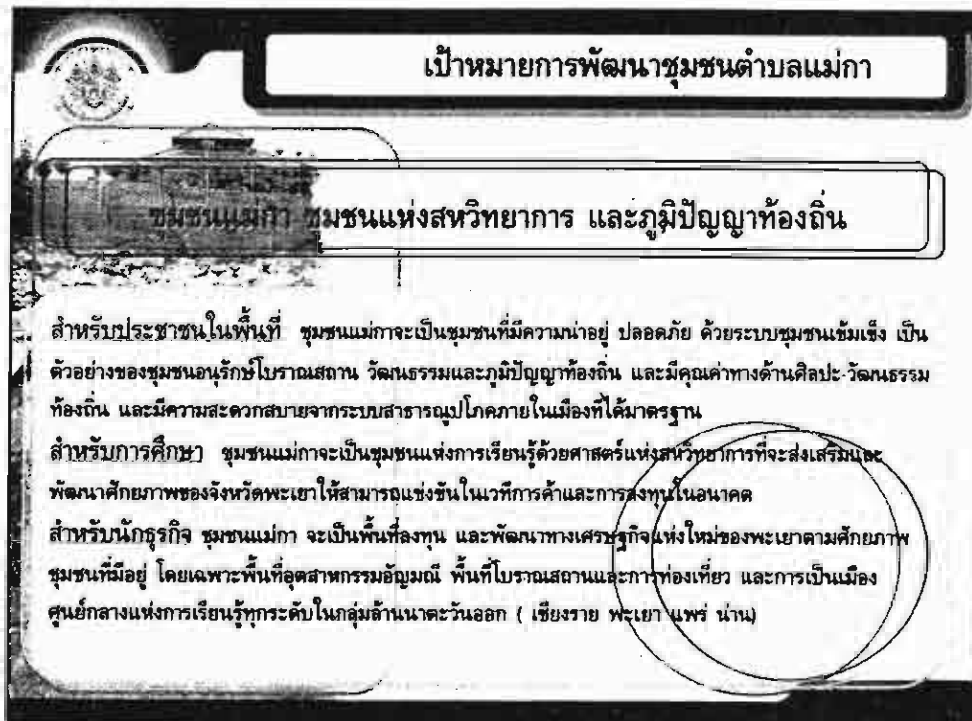 เป้าหมายการพัฒนาชุมชนตำบลแม่กา
ชุมชนแม่กา ชุมชนแห่งสหวิทยาการ และภูมิปัญญาท้องถิ่น
สำหรับประชาชนในพื้นที่ ชุมชนแม่กาจะเป็นชุมชนที่มีความน่าอยู่ ปลอดภัย ด้วยระบบชุมชนเข้มเข็ง เป็น
ตัวอย่างของชุมชนอนุรักษ์โบราณสถาน วัฒนธรรมและภูมิปัญญาท้องถิ่น และมีคุณค่าทางด้านศิลปะ-วัฒนธรรม
ท้องถิ่น และมีความสะดวกสบายจากระบบสาธารณูปโภคภายในเมืองที่ได้มาตรฐาน
สำหรับการศึกษา ชุมชนแม่กาจะเป็นชุมชนแห่งการเรียนรู้ด้วยศาสตร์แห่งสหวิทยาการที่จะส่งเสริมและ
พัฒนาศักยภาพของจังหวัดพะเยาให้สามารถแข่งขันในเวทีการค้าและการลงทุนในอนาคต
สำหรับนักธุรกิจ ชุมชนแม่กา จะเป็นพื้นที่ลงทุน และพัฒนาทางเศรษฐกิจแห่งใหม่ของพะเยาตามศักยภาพ
ชุมชนที่มีอยู่ โดยเฉพาะพื้นที่อุตสาหกรรมอัญมณี พื้นที่โบราณสถานและการท่องเที่ยว และการเป็นเมือง
ศูนย์กลางแห่งการเรียนรู้ทุกระดับในกลุ่มล้านนาตะวันออก ( เชียงราย พะเยา แพร่ น่าน)